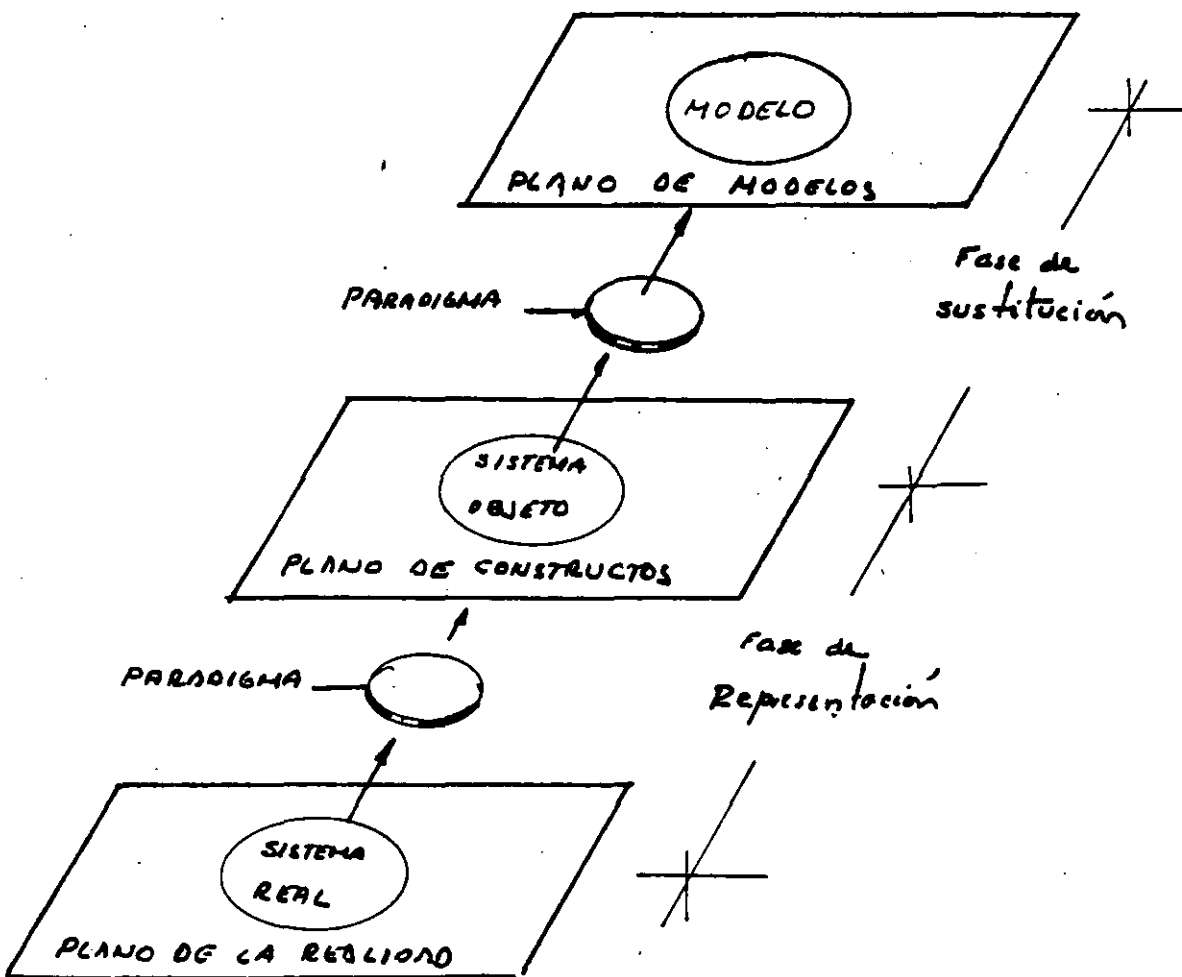 MODELO
PLANO DE MODELOS
PARADIGMA
Fase de
sustitución
SISTEMA
OBJETO
PLANO DE CONSTRUCTOS
PARADIGMA
Fase de
Representación
SISTEMA
REAL
PLANO DE LA REALIDAD